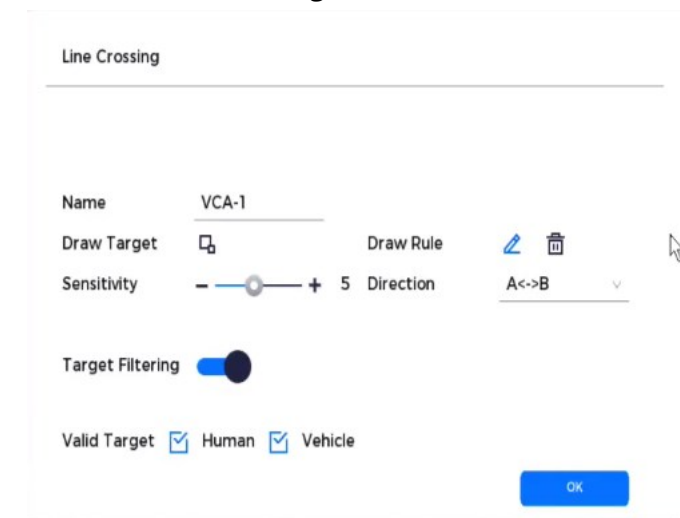 Line Crossing
Name VCA-1
Draw Target Draw Rule
Sensitivity - + 5 Direction A<->B
Target Filtering
Valid Target Human Vehicle
OK